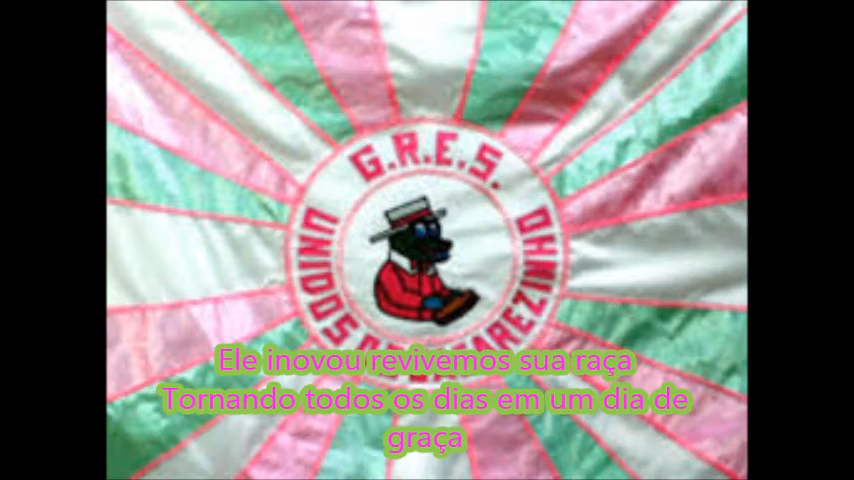 G.R.E.S.
UNIDOS
Ele inovou revivemos sua raça
Tornando todos os dias em um dia de
graça